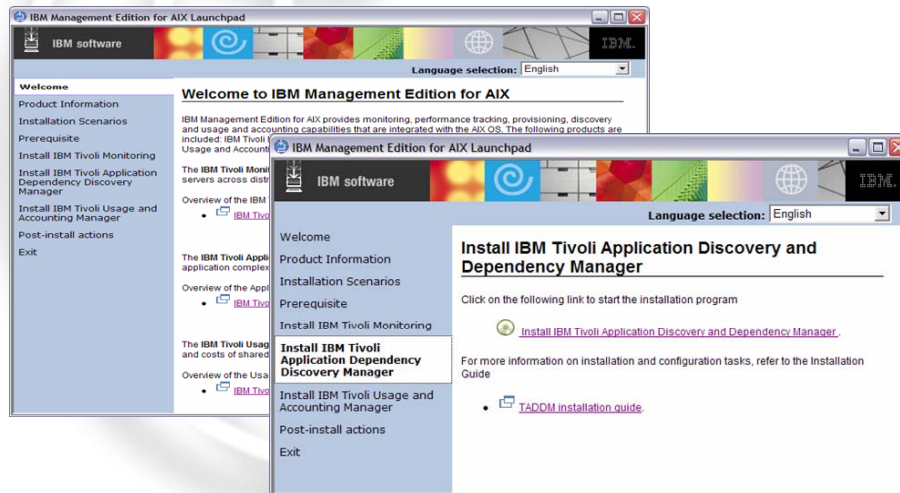 IBM Management Edition for AIX Launchpad
IBM software
IBM.
Language selection: English
Welcome
Product Information
Installation Scenarios
Prerequisite
Install IBM Tivoli Monitoring
Install IBM Tivoli Application
Dependency Discovery
Manager
Install IBM Tivoli Usage and
Accounting Manager
Post-install actions
Exit
Welcome to IBM Management Edition for AIX
IBM Management Edition for AIX provides monitoring, performance tracking, provisioning, discovery
and usage and accounting capabilities that are integrated with the AIX OS. The following products are
included: IBM Tivoli
Usage and Account
The IBM Tivoli Moni
servers across distr
Overview of the IBM
IBM Tivo
The IBM Tivoli Appli
application complex
Overview of the Appl
IBM Tivo
The IBM Tivoli Usag
and costs of shared
Overview of the Usa
IBM Tivo
IBM Management Edition for AIX Launchpad
IBM software
IBM.
Language selection: English
Welcome
Product Information
Installation Scenarios
Prerequisite
Install IBM Tivoli Monitoring
Install IBM Tivoli
Application Dependency
Discovery Manager
Install IBM Tivoli Usage and
Accounting Manager
Post-install actions
Exit
Install IBM Tivoli Application Discovery and
Dependency Manager
Click on the following link to start the installation program
Install IBM Tivoli Application Discovery and Dependency Manager .
For more information on installation and configuration tasks, refer to the Installation
Guide
TADDM installation guide.